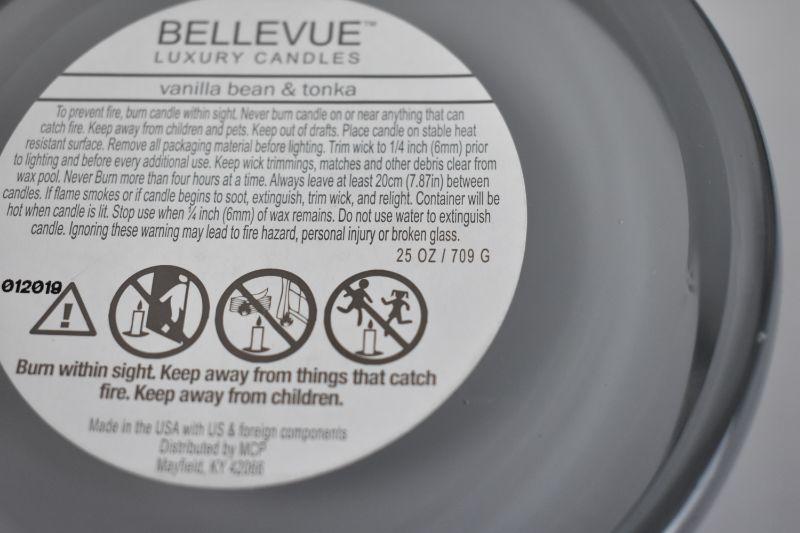 BELLEVUE™
LUXURY CANDLES
vanilla bean & tonka
To prevent fire, burn candle within sight. Never burn candle on or near anything that can
catch fire. Keep away from children and pets. Keep out of drafts. Place candle on stable heat
resistant surface. Remove all packaging material before lighting. Trim wick to 1/4 inch (6mm) prior
to lighting and before every additional use. Keep wick trimmings, matches and other debris clear from
wax pool. Never Burn more than four hours at a time. Always leave at least 20cm (7.87in) between
candles. If flame smokes or if candle begins to soot, extinguish, trim wick, and relight. Container will be
hot when candle is lit. Stop use when ¼ inch (6mm) of wax remains. Do not use water to extinguish
candle. Ignoring these warning may lead to fire hazard, personal injury or broken glass.
25 OZ / 709 G
012019
Burn within sight. Keep away from things that catch
fire. Keep away from children.
Made in the USA with US & foreign components
Distributed by MCP
Mayfield, KY 42066